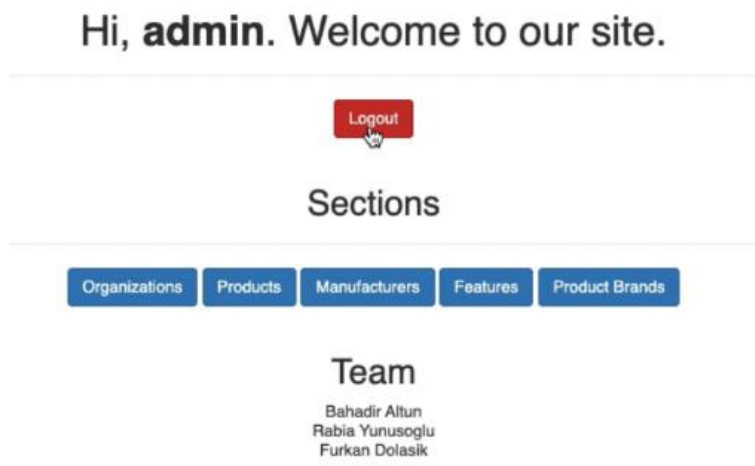 Hi, admin. Welcome to our site.
Logout
Sections
Organizations Products Manufacturers Features Product Brands
Team
Bahadir Altun
Rabia Yunusoglu
Furkan Dolasik